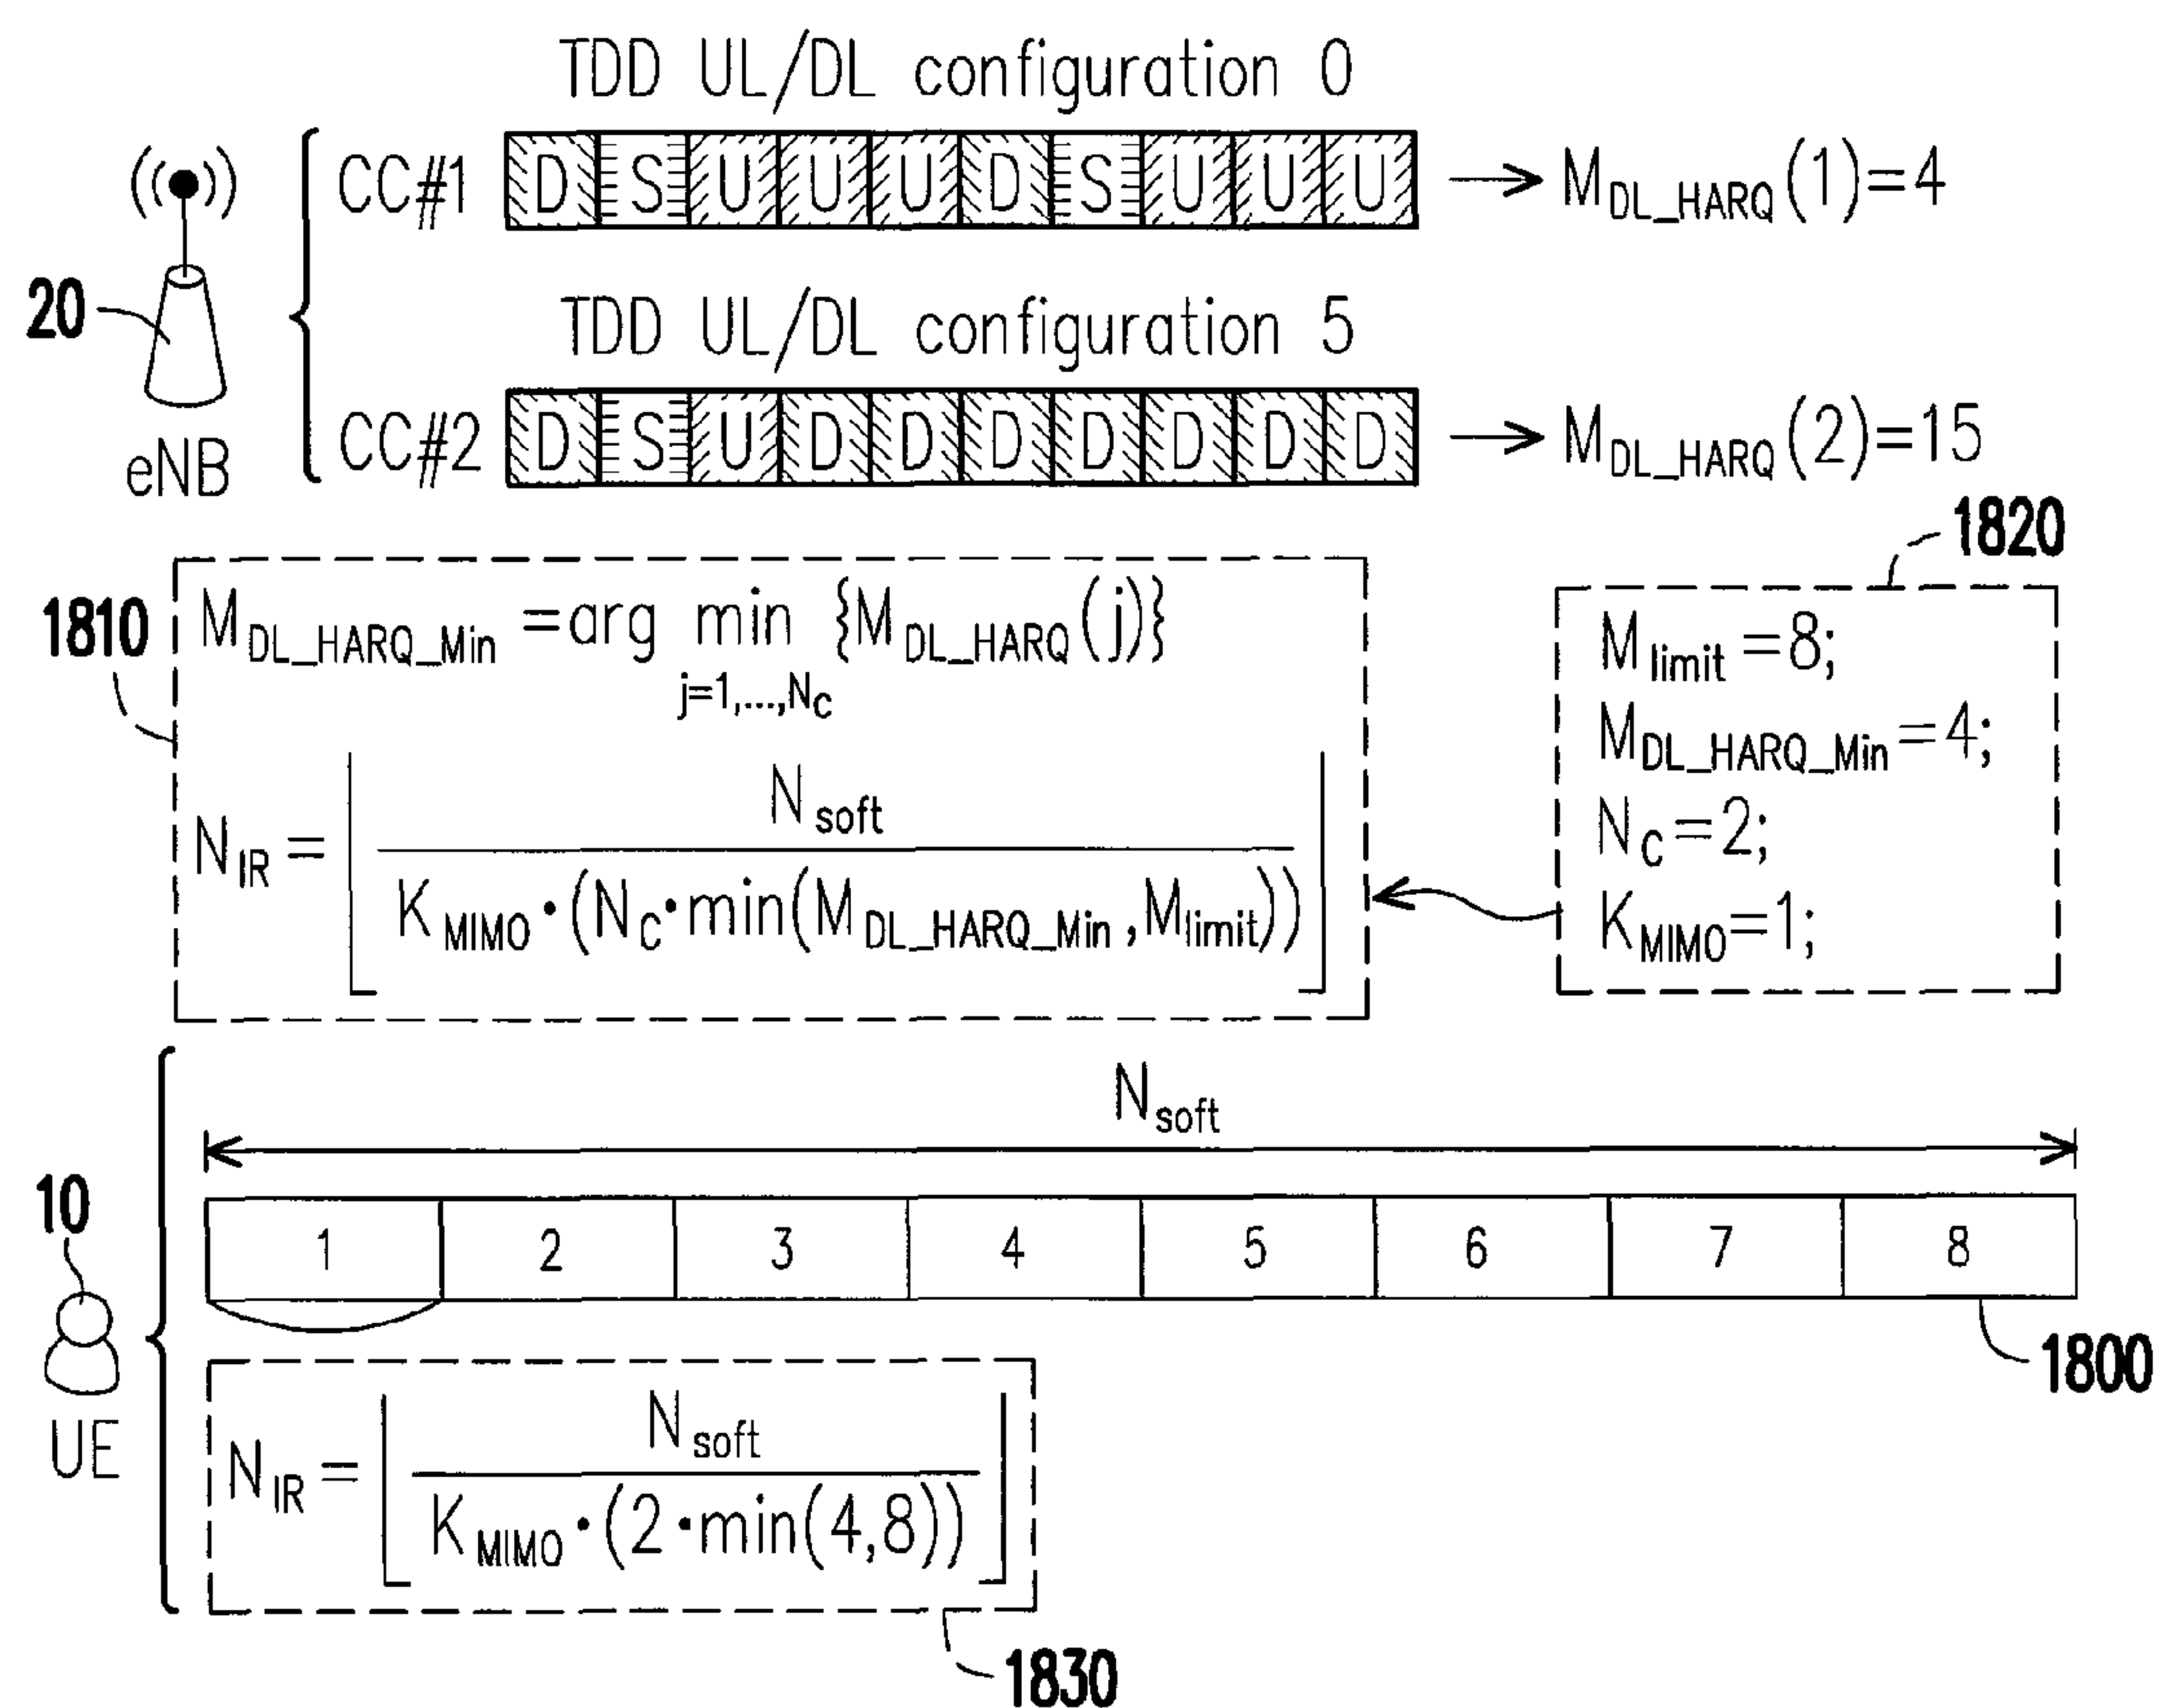 TDD UL/DL configuration 0
CC#1 D S U U U D S U U U M_DL_HARQ(1)=4
20
TDD UL/DL configuration 5
CC#2 D S U D D D D D D D M_DL_HARQ(2)=15
eNB
1820
1810
M_DL_HARQ_Min =arg min {M_DL_HARQ(j)}
j=1,...,N_C
N_soft
N_IR =
K_MIMO•(N_C•min(M_DL_HARQ_Min,M_limit))
M_limit=8;
M_DL_HARQ_Min=4;
N_C=2;
K_MIMO=1;
N_soft
10
1 2 3 4 5 6 7 8
1800
UE
N_soft
N_IR =
K_MIMO•(2•min(4,8))
1830